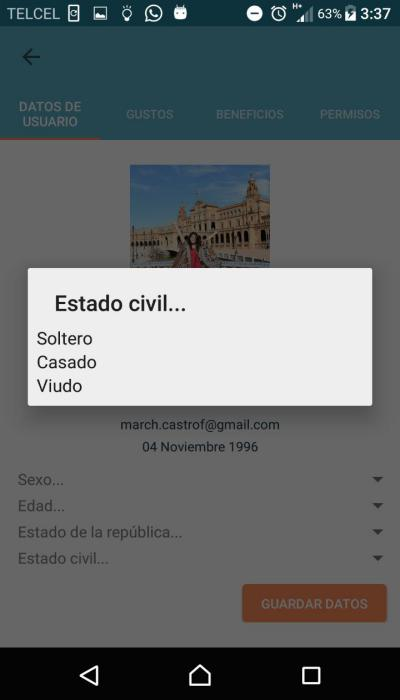 TELCEL H+ 63% 3:37
DATOS DE
USUARIO
GUSTOS
BENEFICIOS
PERMISOS
Estado civil...
Soltero
Casado
Viudo
march.castrof@gmail.com
04 Noviembre 1996
Sexo...
Edad...
Estado de la república...
Estado civil...
GUARDAR DATOS